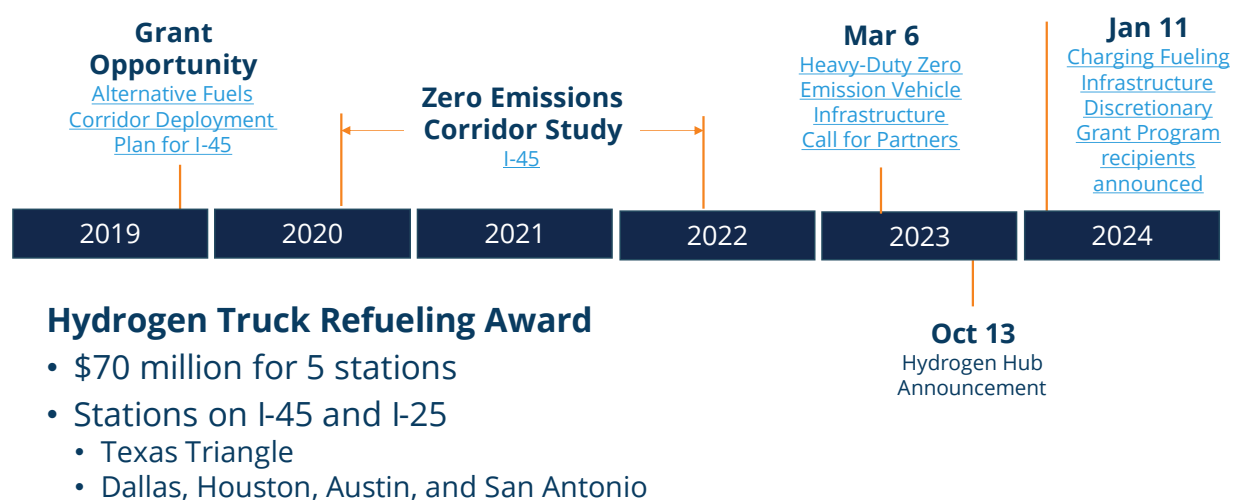 Grant
Opportunity
Alternative Fuels
Corridor Deployment
Plan for I-45
Zero Emissions
Corridor Study
I-45
Mar 6
Heavy-Duty Zero
Emission Vehicle
Infrastructure
Call for Partners
Jan 11
Charging Fueling
Infrastructure
Discretionary
Grant Program
recipients
announced
2019
2020
2021
2022
2023
2024
Oct 13
Hydrogen Hub
Announcement
Hydrogen Truck Refueling Award
• $70 million for 5 stations
• Stations on I-45 and I-25
• Texas Triangle
• Dallas, Houston, Austin, and San Antonio